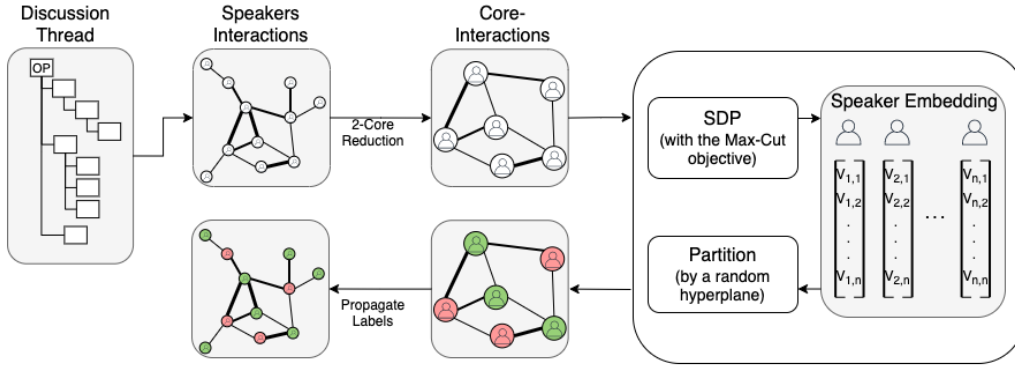 Discussion
Thread
OP
Speakers
Interactions
2-Core
Reduction
Core-
Interactions
SDP
(with the Max-Cut
objective)
Speaker Embedding
V1,1 V2,1 Vn,1
V1,2 V2,2 Vn,2
. . .
. . ... .
. . .
V1,n V2,n Vn,n
Partition
(by a random
hyperplane)
Propagate
Labels